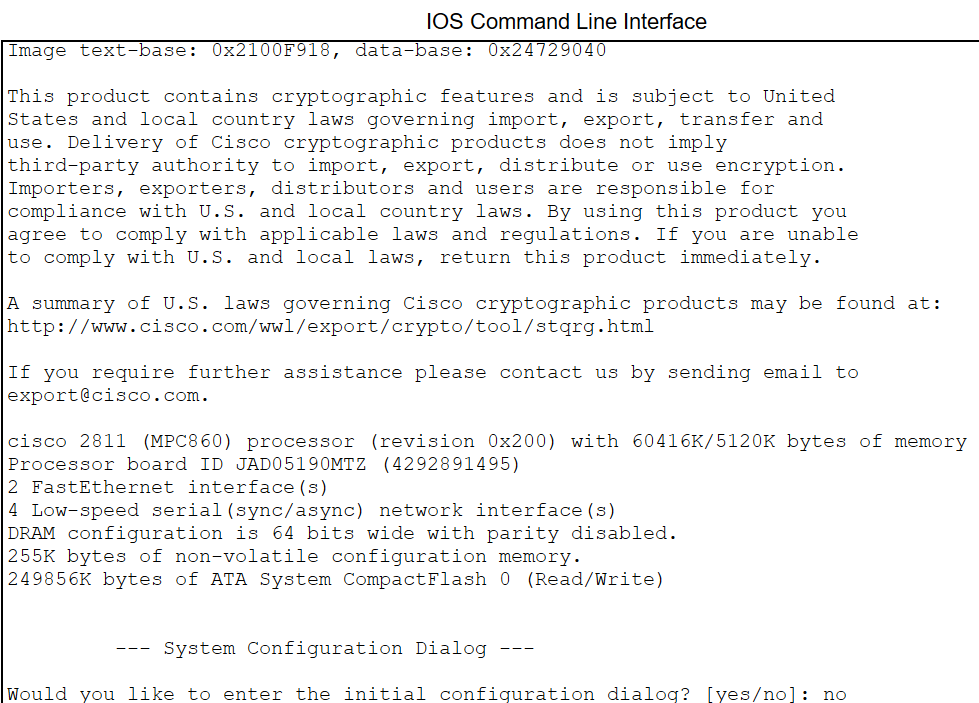 IOS Command Line Interface
Image text-base: 0x2100F918, data-base: 0x24729040
This product contains cryptographic features and is subject to United
States and local country laws governing import, export, transfer and
use. Delivery of Cisco cryptographic products does not imply
third-party authority to import, export, distribute or use encryption.
Importers, exporters, distributors and users are responsible for
compliance with U.S. and local country laws. By using this product you
agree to comply with applicable laws and regulations. If you are unable
to comply with U.S. and local laws, return this product immediately.
A summary of U.S. laws governing Cisco cryptographic products may be found at:
http://www.cisco.com/wwl/export/crypto/tool/stqrg.html
If you require further assistance please contact us by sending email to
export@cisco.com.
cisco 2811 (MPC860) processor (revision 0x200) with 60416K/5120K bytes of memory
Processor board ID JAD05190MTZ (4292891495)
2 FastEthernet interface(s)
4 Low-speed serial(sync/async) network interface(s)
DRAM configuration is 64 bits wide with parity disabled.
255K bytes of non-volatile configuration memory.
249856K bytes of ATA System CompactFlash 0 (Read/Write)
--- System Configuration Dialog ---
Would you like to enter the initial configuration dialog? [yes/no]: no